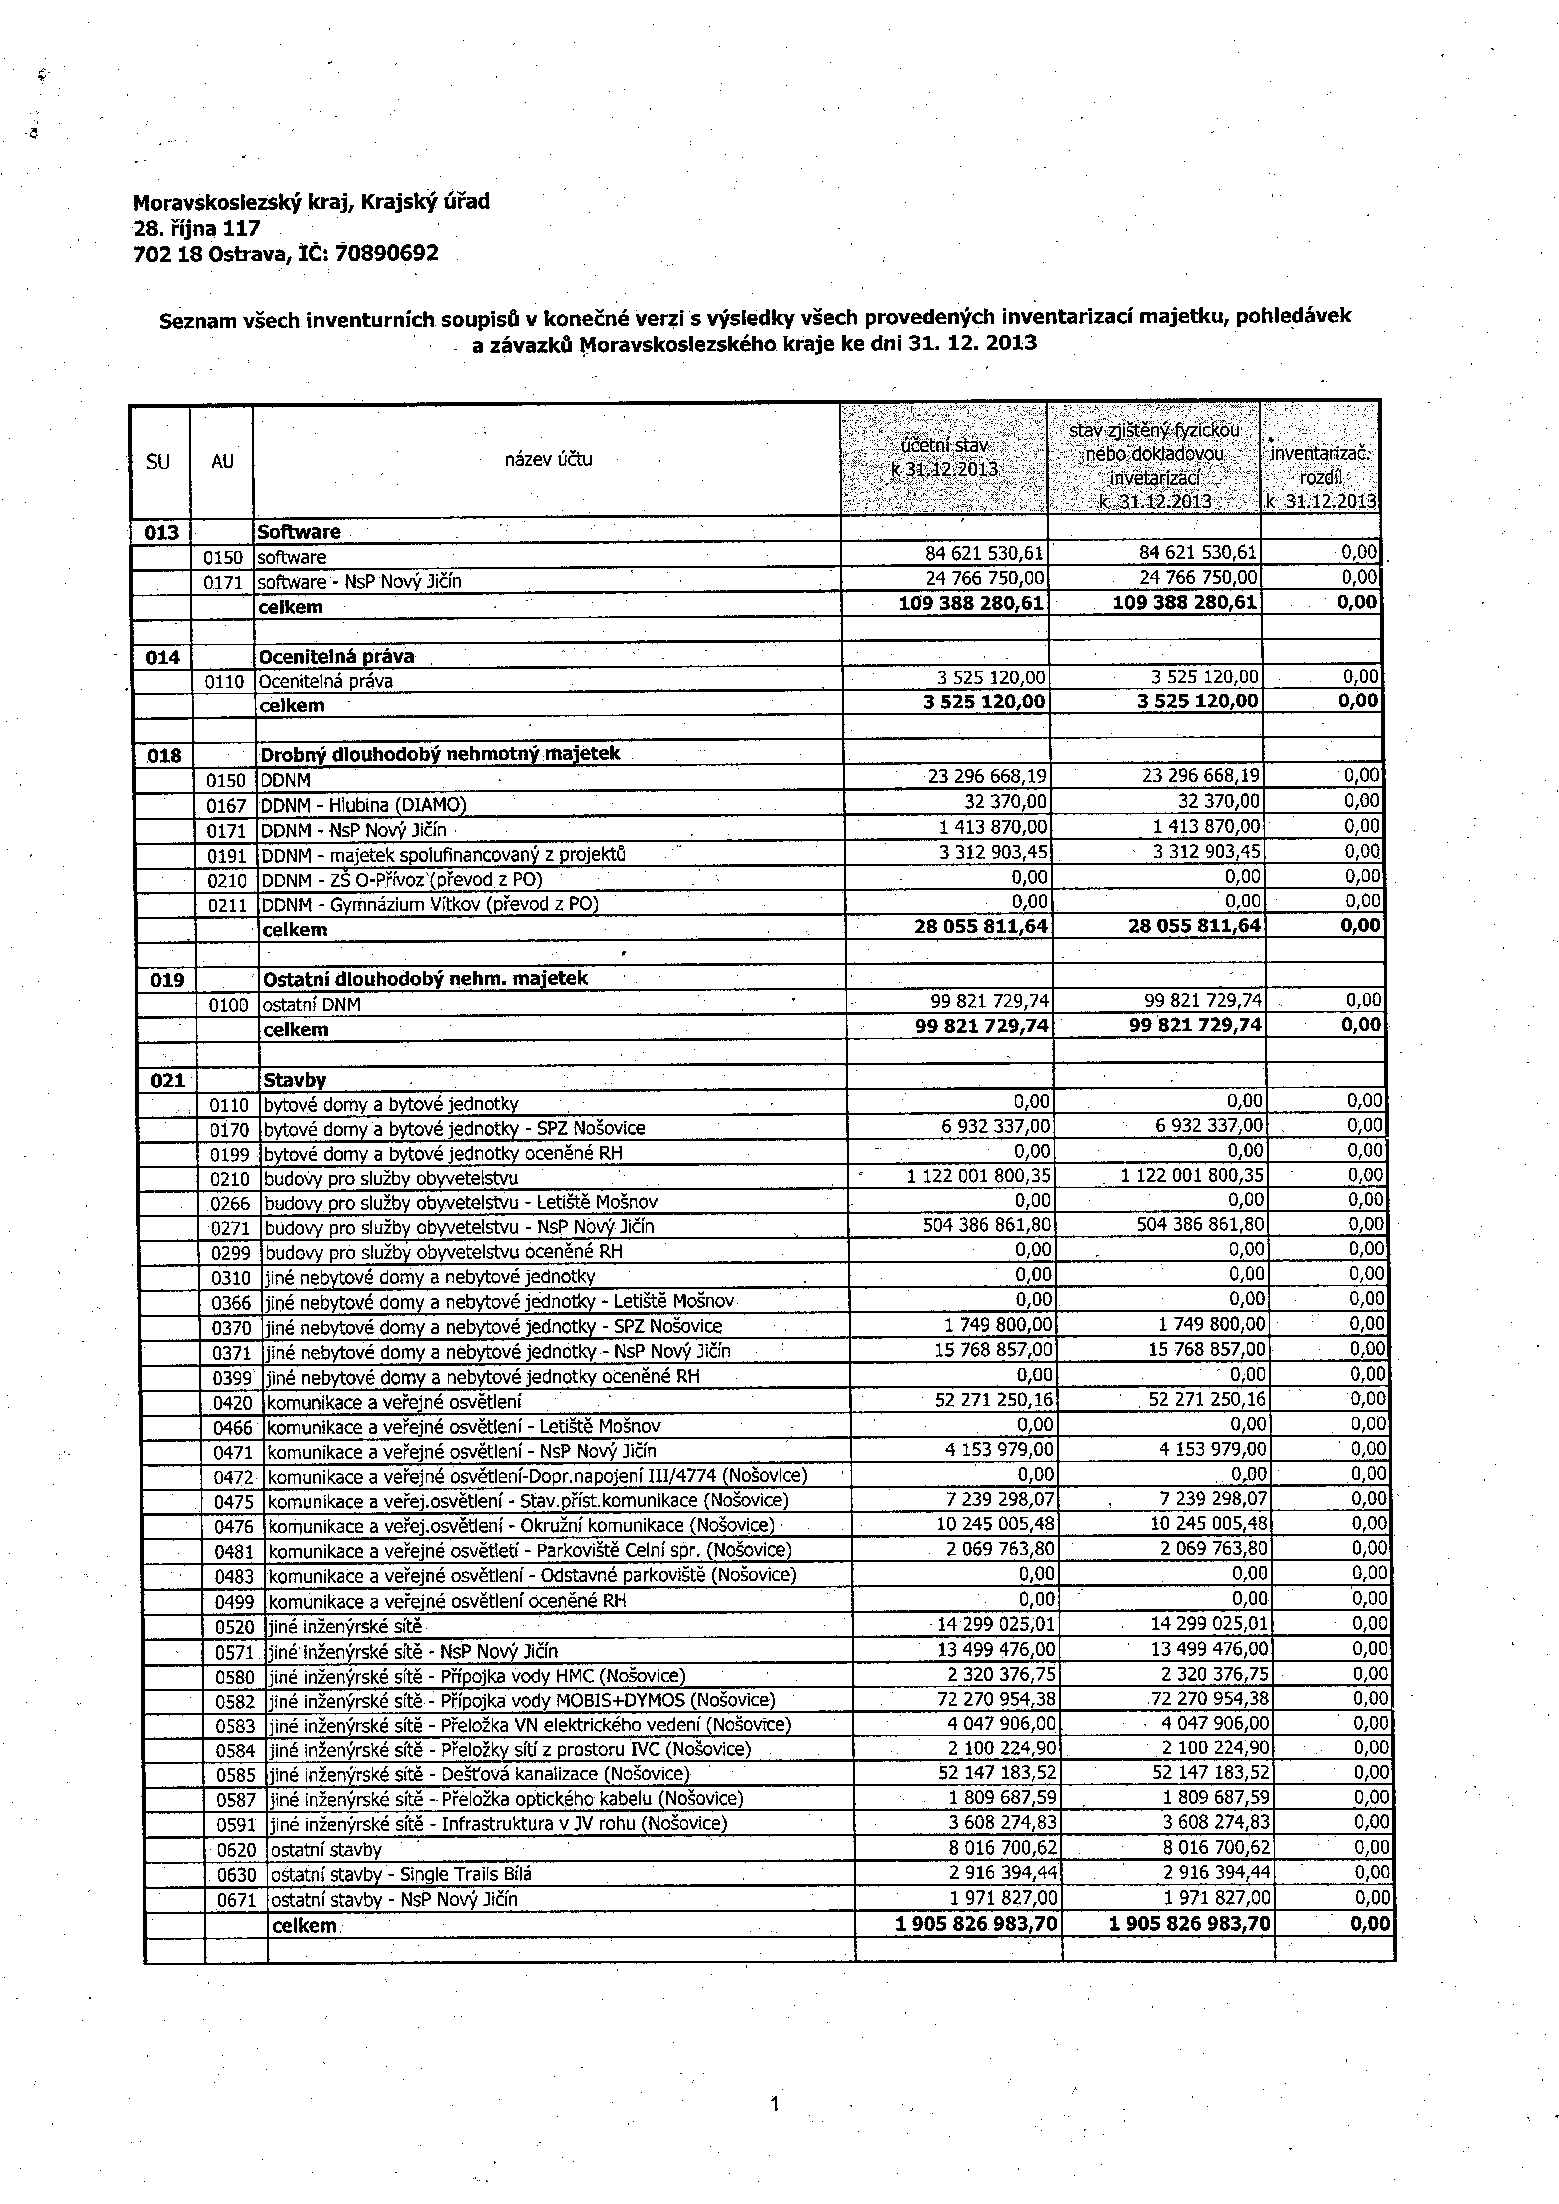 Moravskoslezský kraj, Krajský úřad
28. října 117
702 18 Ostrava, IČ: 70890692
Seznam všech inventurních soupisů v konečné verzi s výsledky všech provedených inventarizací majetku, pohledávek
a závazků Moravskoslezského kraje ke dni 31. 12. 2013
SU AU název účtu účetní stav k 31.12.2013 stav zjištěný fyzickou nebo dokladovou invetarizací k 31.12.2013 inventarizač. rozdíl k 31.12.2013
013 Software
0150 software 84 621 530,61 84 621 530,61 0,00
0171 software - NsP Nový Jičín 24 766 750,00 24 766 750,00 0,00
celkem 109 388 280,61 109 388 280,61 0,00
014 Ocenitelná práva
0110 Ocenitelná práva 3 525 120,00 3 525 120,00 0,00
celkem 3 525 120,00 3 525 120,00 0,00
018 Drobný dlouhodobý nehmotný majetek
0150 DDNM 23 296 668,19 23 296 668,19 0,00
0167 DDNM - Hlubina (DIAMO) 32 370,00 32 370,00 0,00
0171 DDNM - NsP Nový Jičín 1 413 870,00 1 413 870,00 0,00
0191 DDNM - majetek spolufinancovaný z projektů 3 312 903,45 3 312 903,45 0,00
0210 DDNM - ZŠ O-Přívoz (převod z PO) 0,00 0,00 0,00
0211 DDNM - Gymnázium Vítkov (převod z PO) 0,00 0,00 0,00
celkem 28 055 811,64 28 055 811,64 0,00
019 Ostatní dlouhodobý nehm. majetek
0100 ostatní DNM 99 821 729,74 99 821 729,74 0,00
celkem 99 821 729,74 99 821 729,74 0,00
021 Stavby
0110 bytové domy a bytové jednotky 0,00 0,00 0,00
0170 bytové domy a bytové jednotky - SPZ Nošovice 6 932 337,00 6 932 337,00 0,00
0199 bytové domy a bytové jednotky oceněné RH 0,00 0,00 0,00
0210 budovy pro služby obyvetelstvu 1 122 001 800,35 1 122 001 800,35 0,00
0266 budovy pro služby obyvetelstvu - Letiště Mošnov 0,00 0,00 0,00
0271 budovy pro služby obyvetelstvu - NsP Nový Jičín 504 386 861,80 504 386 861,80 0,00
0299 budovy pro služby obyvetelstvu oceněné RH 0,00 0,00 0,00
0310 jiné nebytové domy a nebytové jednotky 0,00 0,00 0,00
0366 jiné nebytové domy a nebytové jednotky - Letiště Mošnov 0,00 0,00 0,00
0370 jiné nebytové domy a nebytové jednotky - SPZ Nošovice 1 749 800,00 1 749 800,00 0,00
0371 jiné nebytové domy a nebytové jednotky - NsP Nový Jičín 15 768 857,00 15 768 857,00 0,00
0399 jiné nebytové domy a nebytové jednotky oceněné RH 0,00 0,00 0,00
0420 komunikace a veřejné osvětlení 52 271 250,16 52 271 250,16 0,00
0466 komunikace a veřejné osvětlení - Letiště Mošnov 0,00 0,00 0,00
0471 komunikace a veřejné osvětlení - NsP Nový Jičín 4 153 979,00 4 153 979,00 0,00
0472 komunikace a veřejné osvětlení-Dopr.napojení III/4774 (Nošovice) 0,00 0,00 0,00
0475 komunikace a veřej.osvětlení - Stav.příst.komunikace (Nošovice) 7 239 298,07 7 239 298,07 0,00
0476 komunikace a veřej.osvětlení - Okružní komunikace (Nošovice) 10 245 005,48 10 245 005,48 0,00
0481 komunikace a veřejné osvětletí - Parkoviště Celní spr. (Nošovice) 2 069 763,80 2 069 763,80 0,00
0483 komunikace a veřejné osvětlení - Odstavné parkoviště (Nošovice) 0,00 0,00 0,00
0499 komunikace a veřejné osvětlení oceněné RH 0,00 0,00 0,00
0520 jiné inženýrské sítě 14 299 025,01 14 299 025,01 0,00
0571 jiné inženýrské sítě - NsP Nový Jičín 13 499 476,00 13 499 476,00 0,00
0580 jiné inženýrské sítě - Přípojka vody HMC (Nošovice) 2 320 376,75 2 320 376,75 0,00
0582 jiné inženýrské sítě - Přípojka vody MOBIS+DYMOS (Nošovice) 72 270 954,38 72 270 954,38 0,00
0583 jiné inženýrské sítě - Přeložka VN elektrického vedení (Nošovice) 4 047 906,00 4 047 906,00 0,00
0584 jiné inženýrské sítě - Přeložky sítí z prostoru IVC (Nošovice) 2 100 224,90 2 100 224,90 0,00
0585 jiné inženýrské sítě - Dešťová kanalizace (Nošovice) 52 147 183,52 52 147 183,52 0,00
0587 jiné inženýrské sítě - Přeložka optického kabelu (Nošovice) 1 809 687,59 1 809 687,59 0,00
0591 jiné inženýrské sítě - Infrastruktura v JV rohu (Nošovice) 3 608 274,83 3 608 274,83 0,00
0620 ostatní stavby 8 016 700,62 8 016 700,62 0,00
0630 ostatní stavby - Single Trails Bílá 2 916 394,44 2 916 394,44 0,00
0671 ostatní stavby - NsP Nový Jičín 1 971 827,00 1 971 827,00 0,00
celkem 1 905 826 983,70 1 905 826 983,70 0,00
1